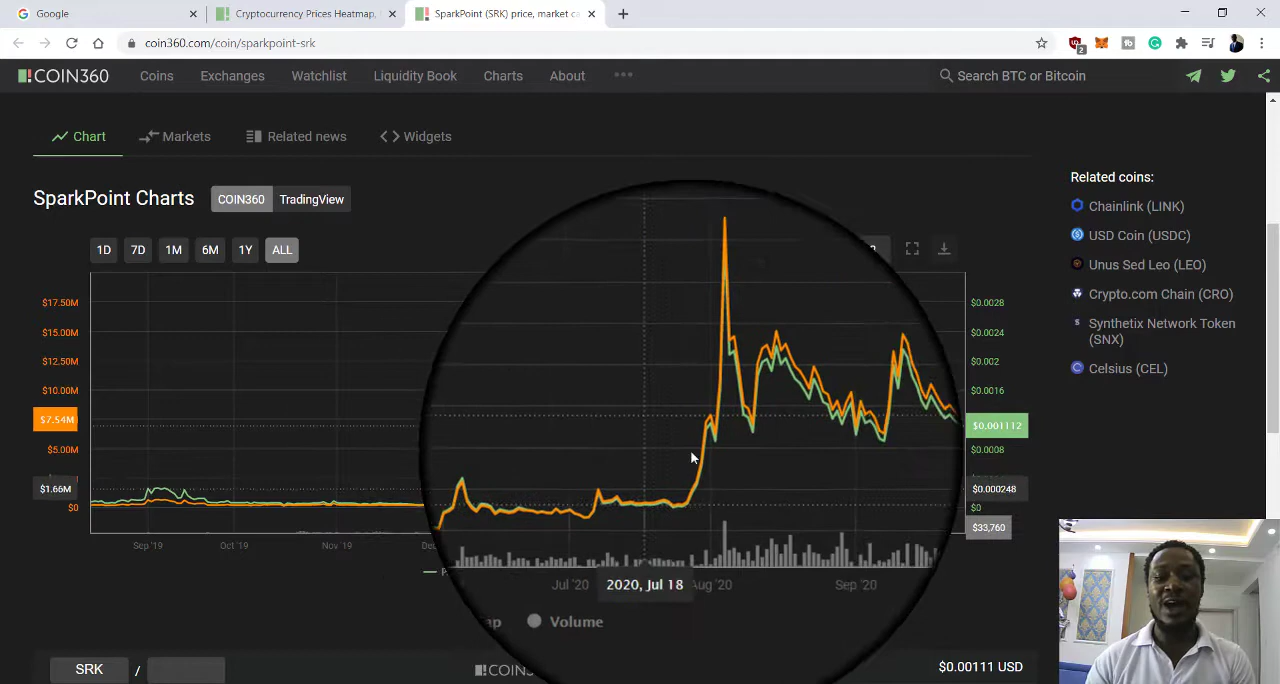 Google
Cryptocurrency Prices Heatmap,
SparkPoint (SRK) price, market ca
coin360.com/coin/sparkpoint-srk
2
COIN360 Coins Exchanges Watchlist Liquidity Book Charts About Search BTC or Bitcoin
Chart Markets Related news Widgets
SparkPoint Charts COIN360 TradingView
1D 7D 1M 6M 1Y ALL
$17.50M
$15.00M
$12.50M
$10.00M
$7.54M
$5.00M
$1.66M
$0
$0.0028
$0.0024
$0.002
$0.0016
$0.001112
$0.0008
$0.000248
$0
$33,760
Sep '19 Oct '19 Nov '19
Jul '20 2020, Jul 18 Aug '20 Sep '20
Volume
Related coins:
Chainlink (LINK)
USD Coin (USDC)
Unus Sed Leo (LEO)
Crypto.com Chain (CRO)
Synthetix Network Token
(SNX)
Celsius (CEL)
SRK / COIN $0.00111 USD